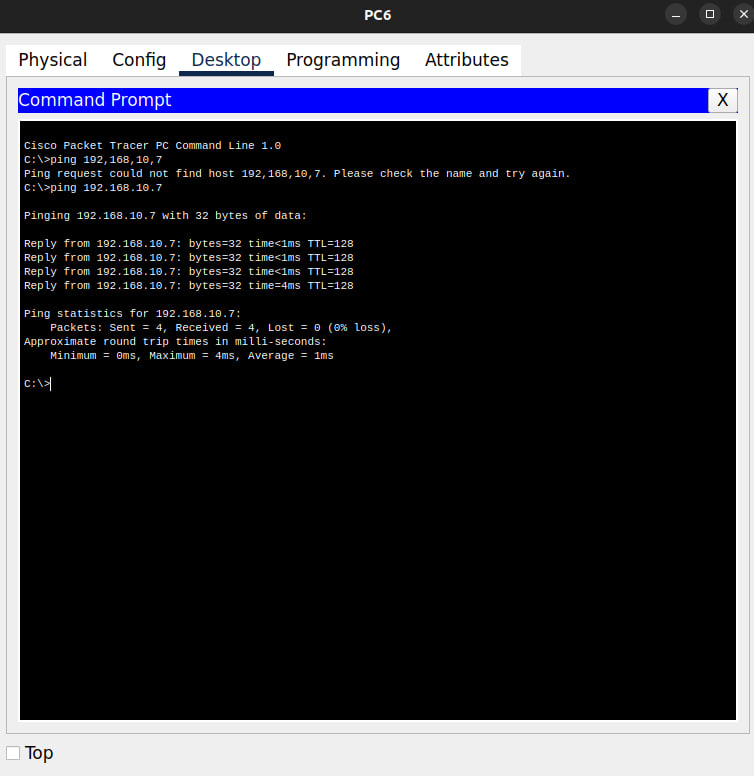 PC6
Physical Config Desktop Programming Attributes
Command Prompt X
Cisco Packet Tracer PC Command Line 1.0
C:\>ping 192,168,10,7
Ping request could not find host 192,168,10,7. Please check the name and try again.
C:\>ping 192.168.10.7
Pinging 192.168.10.7 with 32 bytes of data:
Reply from 192.168.10.7: bytes=32 time<1ms TTL=128
Reply from 192.168.10.7: bytes=32 time<1ms TTL=128
Reply from 192.168.10.7: bytes=32 time<1ms TTL=128
Reply from 192.168.10.7: bytes=32 time=4ms TTL=128
Ping statistics for 192.168.10.7:
    Packets: Sent = 4, Received = 4, Lost = 0 (0% loss),
Approximate round trip times in milli-seconds:
    Minimum = 0ms, Maximum = 4ms, Average = 1ms
C:\>
Top